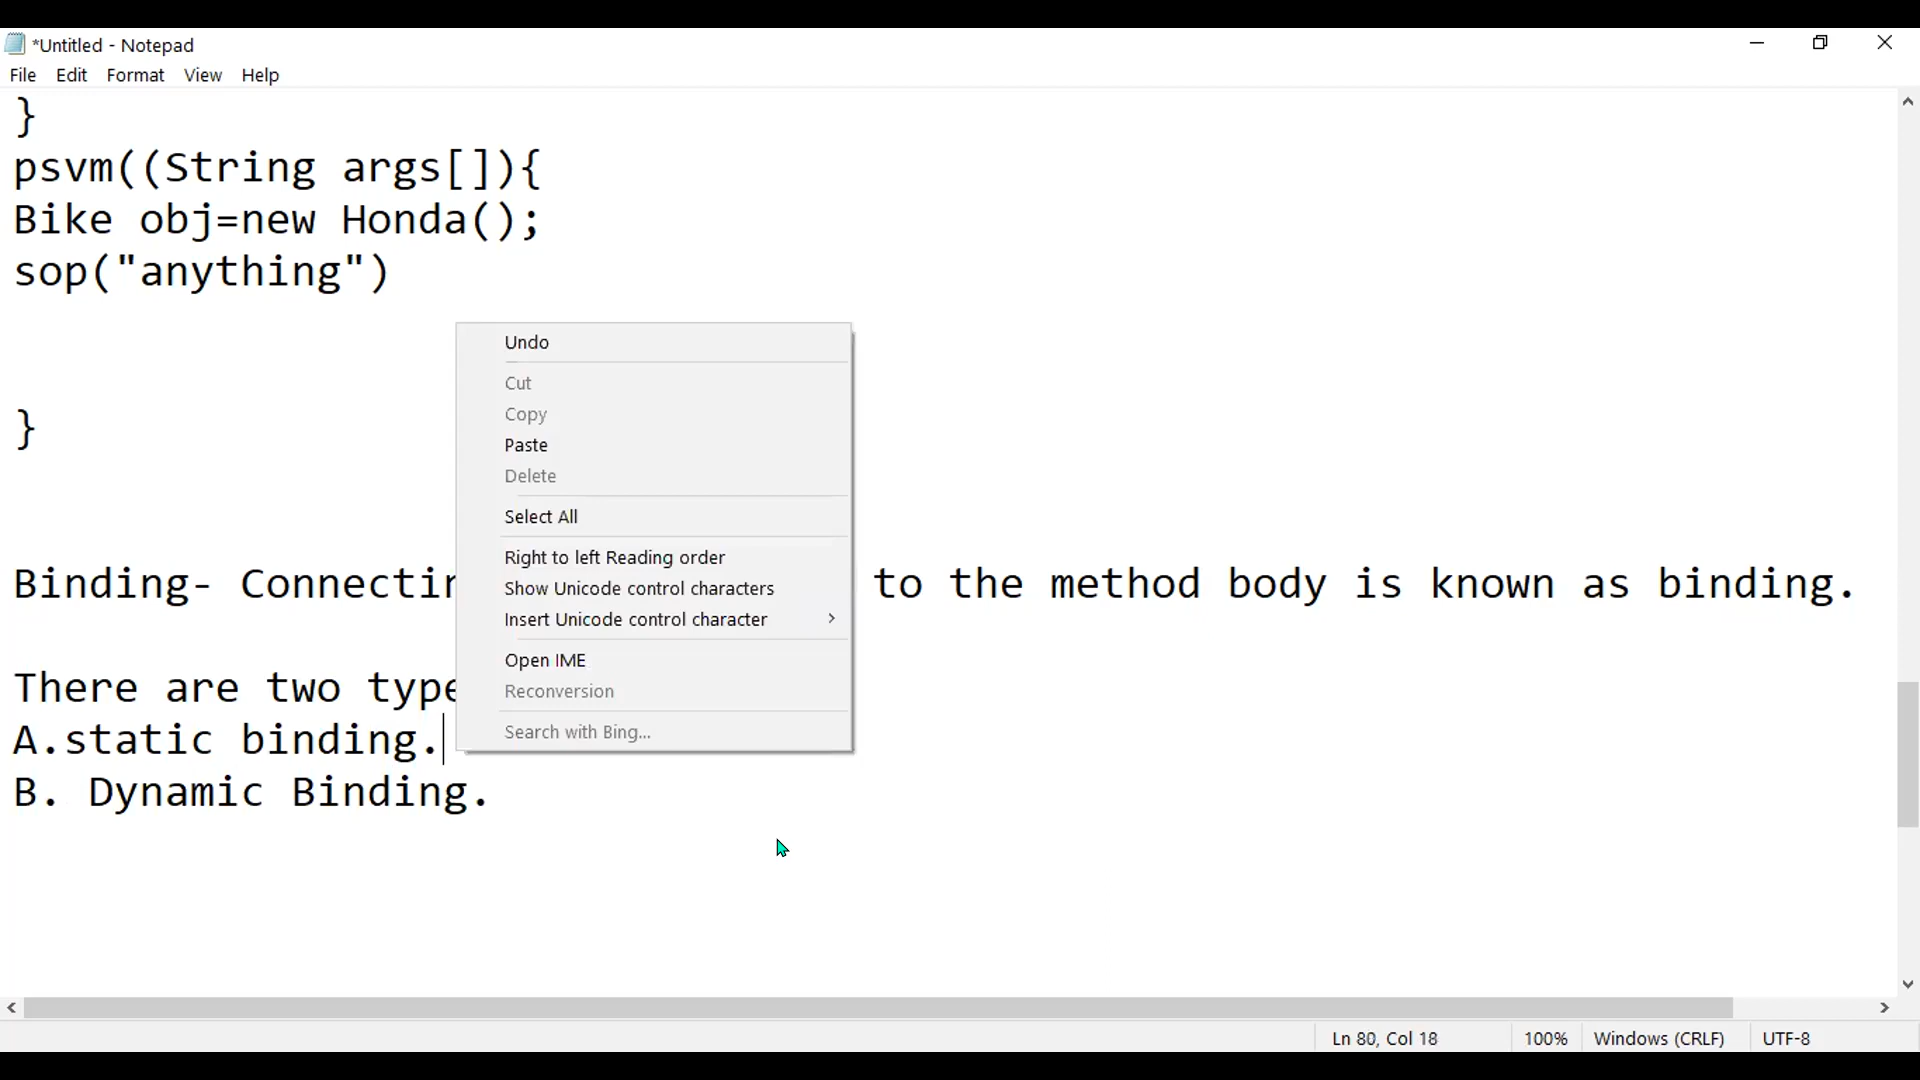 *Untitled - Notepad
File Edit Format View Help
}
psvm((String args[]){
Bike obj=new Honda();
sop("anything")
}
Undo
Cut
Copy
Paste
Delete
Select All
Right to left Reading order
Show Unicode control characters
Insert Unicode control character
Open IME
Reconversion
Search with Bing...
Binding- Connectin to the method body is known as binding.
There are two type
A.static binding.
B. Dynamic Binding.
Ln 80, Col 18 100% Windows (CRLF) UTF-8